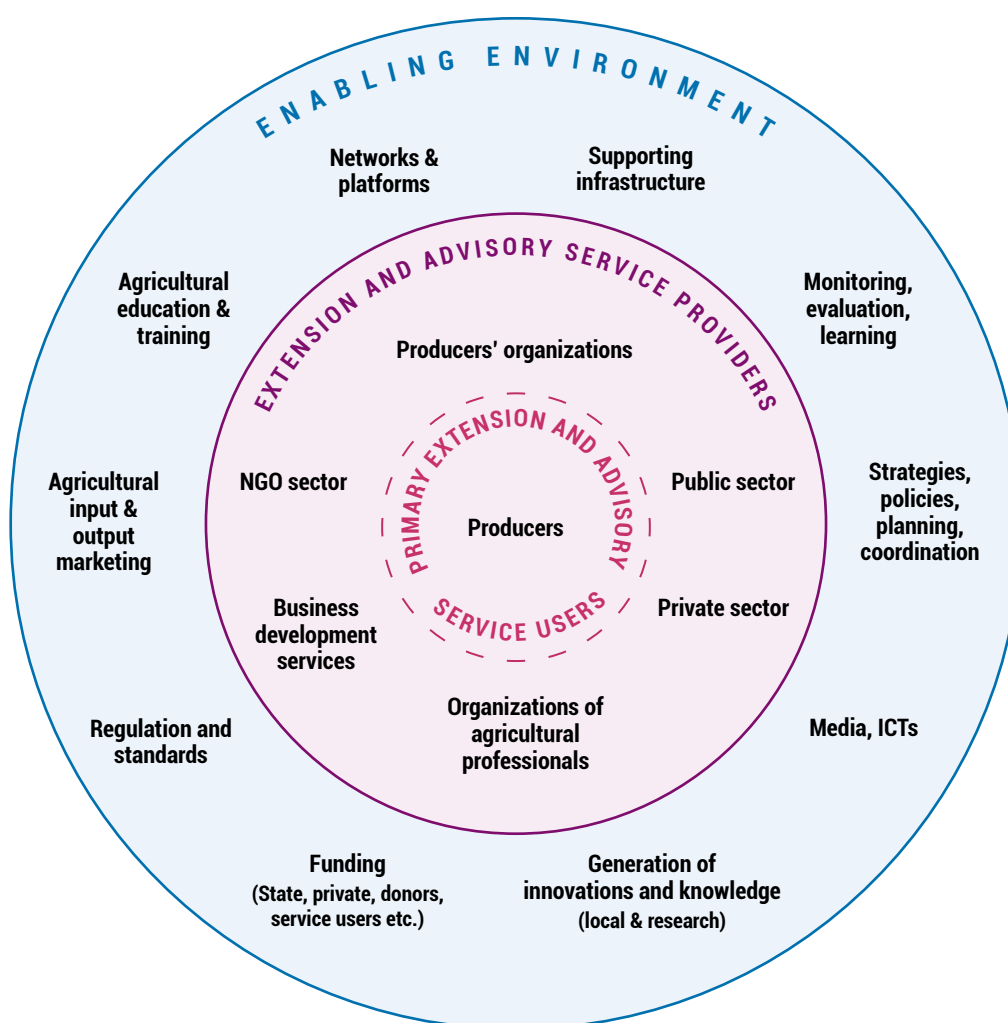 ENABLING ENVIRONMENT
Networks &
platforms
Supporting
infrastructure
Agricultural
education &
training
Monitoring,
evaluation,
learning
EXTENSION AND ADVISORY SERVICE PROVIDERS
Producers' organizations
NGO sector
Public sector
PRIMARY EXTENSION AND ADVISORY
Producers
SERVICE USERS
Agricultural
input &
output
marketing
Strategies,
policies,
planning,
coordination
Business
development
services
Private sector
Organizations of
agricultural
professionals
Regulation and
standards
Media, ICTs
Funding
(State, private, donors,
service users etc.)
Generation of
innovations and knowledge
(local & research)